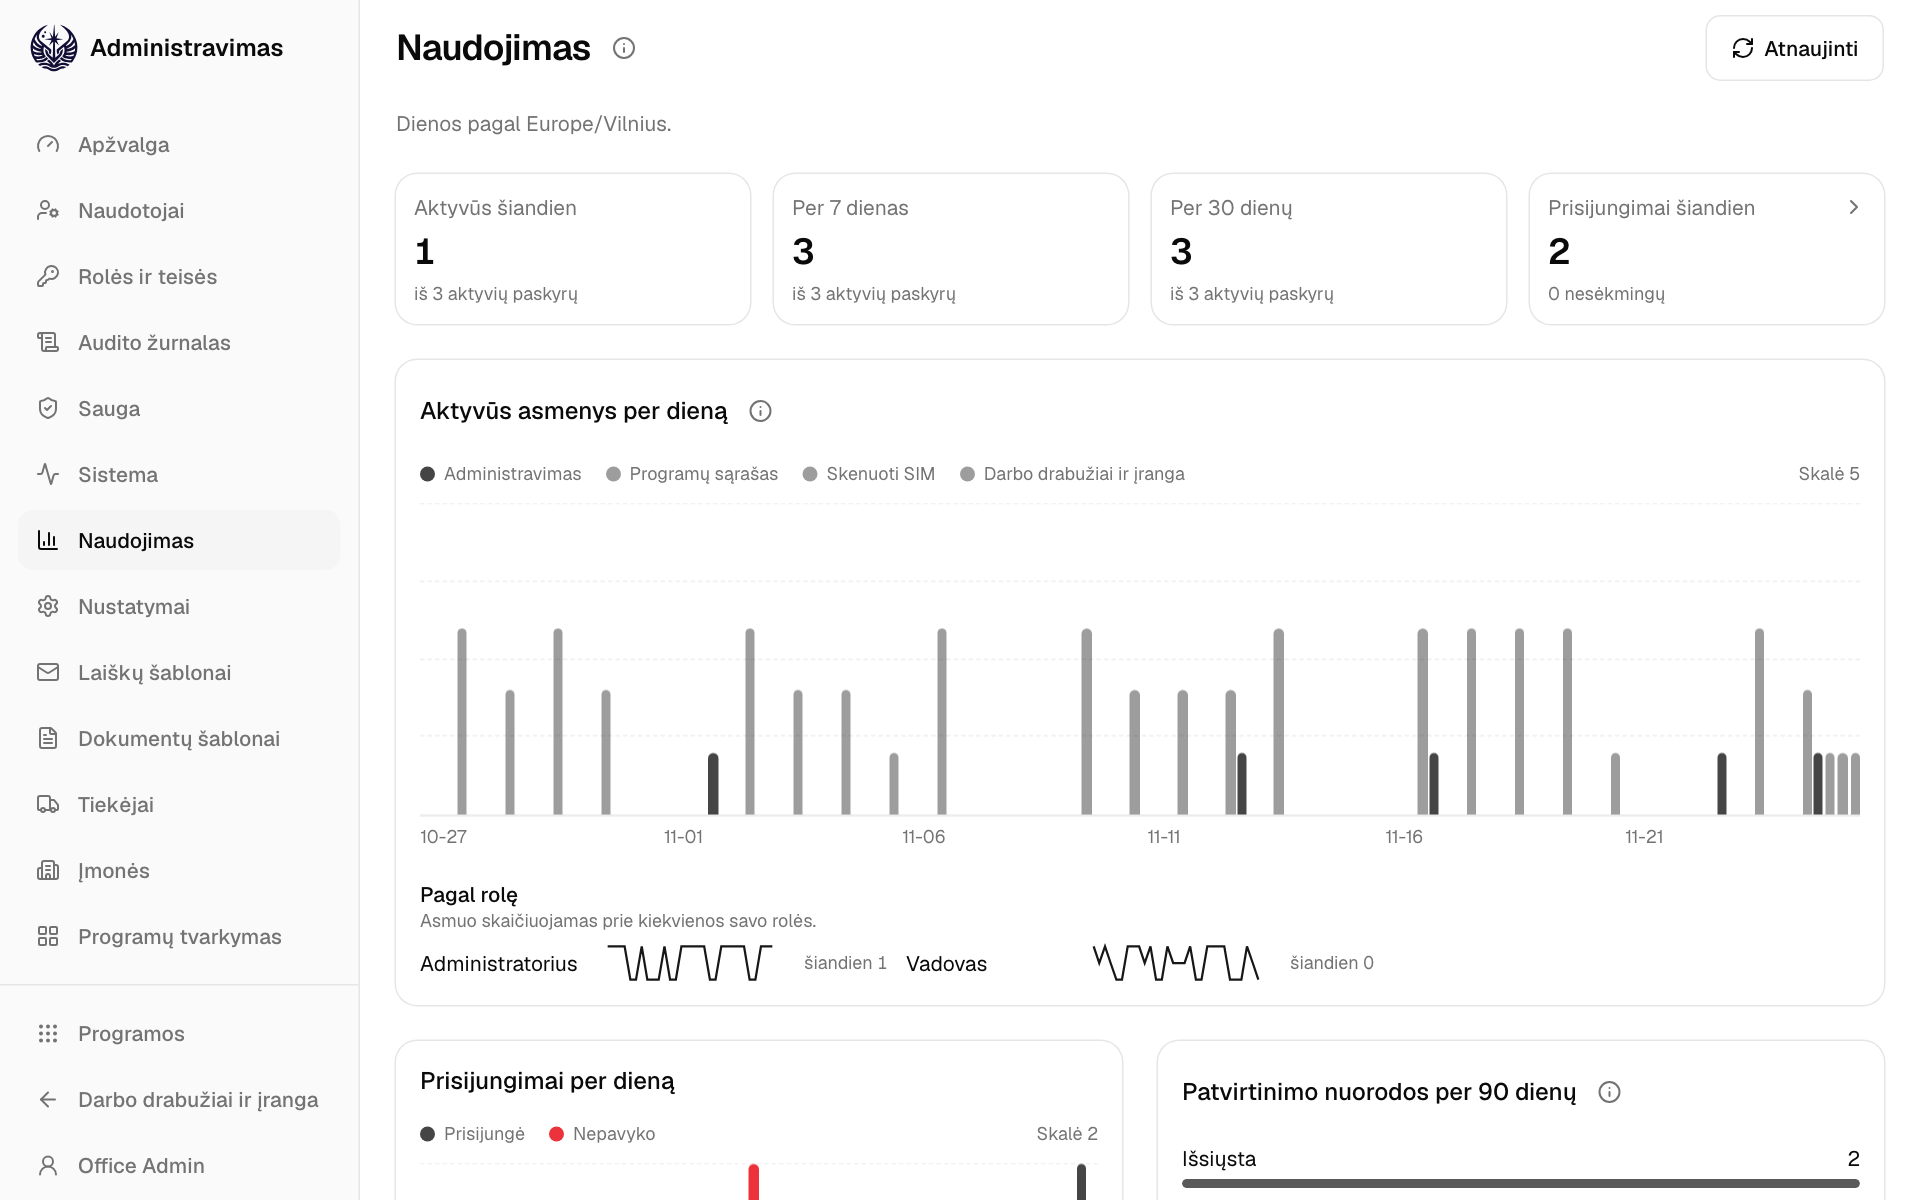 Administravimas
Apžvalga
Naudotojai
Rolės ir teisės
Audito žurnalas
Sauga
Sistema
Naudojimas
Nustatymai
Laiškų šablonai
Dokumentų šablonai
Tiekėjai
Įmonės
Programų tvarkymas
Programos
Darbo drabužiai ir įranga
Office Admin
Naudojimas
Atnaujinti
Dienos pagal Europe/Vilnius.
Aktyvūs šiandien
1
iš 3 aktyvių paskyrų
Per 7 dienas
3
iš 3 aktyvių paskyrų
Per 30 dienų
3
iš 3 aktyvių paskyrų
Prisijungimai šiandien
2
0 nesėkmingų
Aktyvūs asmenys per dieną
Administravimas Programų sąrašas Skenuoti SIM Darbo drabužiai ir įranga Skalė 5
10-27 11-01 11-06 11-11 11-16 11-21
Pagal rolę
Asmuo skaičiuojamas prie kiekvienos savo rolės.
Administratorius šiandien 1 Vadovas šiandien 0
Prisijungimai per dieną
Prisijungė Nepavyko Skalė 2
Patvirtinimo nuorodos per 90 dienų
Išsiųsta 2